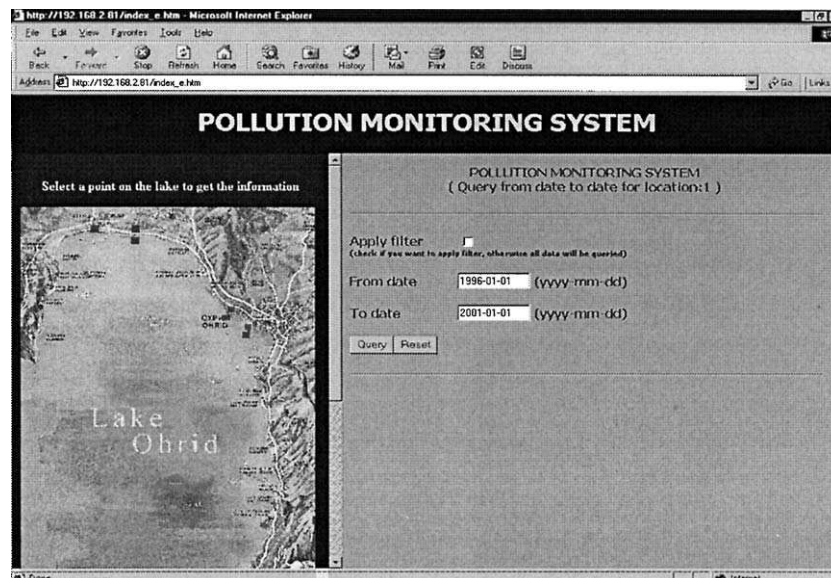 http://192.168.2.81/index_e.htm - Microsoft Internet Explorer
File Edit View Favorites Tools Help
Back Forward Stop Refresh Home Search Favorites History Mail Print Edit Discuss
Address http://192.168.2.81/index_e.htm Go Links
POLLUTION MONITORING SYSTEM
Select a point on the lake to get the information
Lake
Ohrid
POLLUTION MONITORING SYSTEM
( Query from date to date for location:1 )
Apply filter
(check if you want to apply filter, otherwise all data will be queried)
From date 1996-01-01 (yyyy-mm-dd)
To date 2001-01-01 (yyyy-mm-dd)
Query Reset